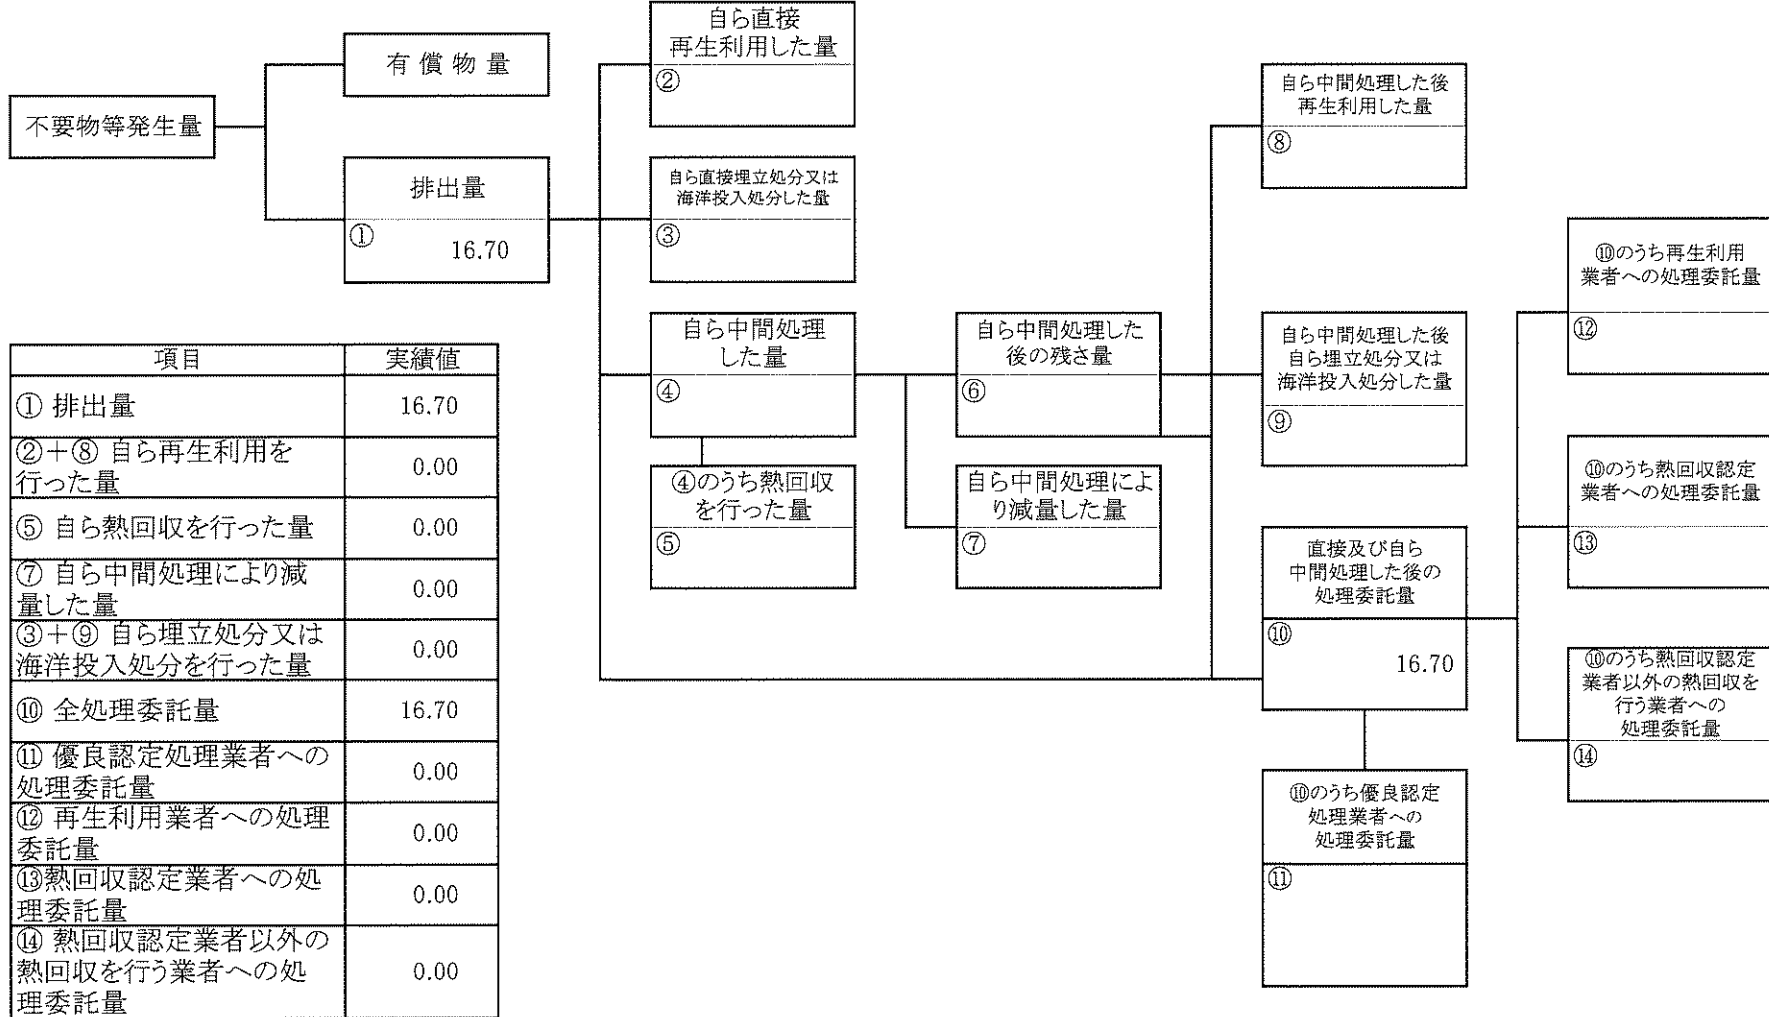 不要物等発生量
有償物量
排出量
①
16.70
自ら直接
再生利用した量
②
自ら直接埋立処分又は
海洋投入処分した量
③
自ら中間処理
した量
④
④のうち熱回収
を行った量
⑤
自ら中間処理した
後の残さ量
⑥
自ら中間処理によ
り減量した量
⑦
自ら中間処理した後
再生利用した量
⑧
自ら中間処理した後
自ら埋立処分又は
海洋投入処分した量
⑨
直接及び自ら
中間処理した後の
処理委託量
⑩
16.70
⑩のうち優良認定
処理業者への
処理委託量
⑪
⑩のうち再生利用
業者への処理委託量
⑫
⑩のうち熱回収認定
業者への処理委託量
⑬
⑩のうち熱回収認定
業者以外の熱回収を
行う業者への
処理委託量
⑭
項目 実績値
① 排出量 16.70
②+⑧ 自ら再生利用を
行った量 0.00
⑤ 自ら熱回収を行った量 0.00
⑦ 自ら中間処理により減
量した量 0.00
③+⑨ 自ら埋立処分又は
海洋投入処分を行った量 0.00
⑩ 全処理委託量 16.70
⑪ 優良認定処理業者への
処理委託量 0.00
⑫ 再生利用業者への処理
委託量 0.00
⑬熱回収認定業者への処
理委託量 0.00
⑭ 熱回収認定業者以外の
熱回収を行う業者への処
理委託量 0.00